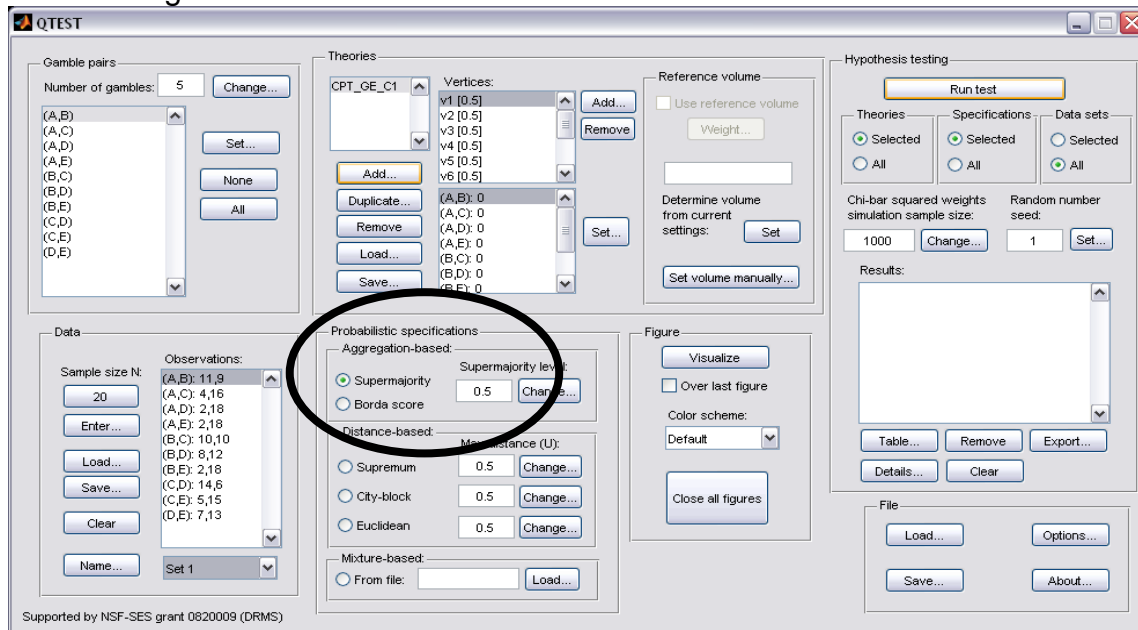 QTEST
Gamble pairs
Number of gambles: 5 Change...
(A,B)
(A,C)
(A,D)
(A,E)
(B,C)
(B,D)
(B,E)
(C,D)
(C,E)
(D,E)
Set...
None
All
Theories
CPT_GE_C1
Vertices:
v1 [0.5]
v2 [0.5]
v3 [0.5]
v4 [0.5]
v5 [0.5]
v6 [0.5]
Add...
Remove
Add...
Duplicate...
Remove
Load...
Save...
(A,B): 0
(A,C): 0
(A,D): 0
(A,E): 0
(B,C): 0
(B,D): 0
(B,E): 0
Set...
Reference volume
Use reference volume
Weight...
Determine volume
from current
settings: Set
Set volume manually...
Hypothesis testing
Run test
Theories
Selected
All
Specifications
Selected
All
Data sets
Selected
All
Chi-bar squared weights
simulation sample size:
1000 Change...
Random number
seed:
1 Set...
Results:
Table... Remove Export...
Details... Clear
Data
Sample size N:
20
Enter...
Load...
Save...
Clear
Name...
Observations:
(A,B): 11,9
(A,C): 4,16
(A,D): 2,18
(A,E): 2,18
(B,C): 10,10
(B,D): 8,12
(B,E): 2,18
(C,D): 14,6
(C,E): 5,15
(D,E): 7,13
Set 1
Probabilistic specifications
Aggregation-based:
Supermajority level:
Supermajority 0.5 Change...
Borda score
Distance-based:
distance (U):
Supremum 0.5 Change...
City-block 0.5 Change...
Euclidean 0.5 Change...
Mixture-based:
From file: Load...
Figure
Visualize
Over last figure
Color scheme:
Default
Close all figures
File
Load... Options...
Save... About...
Supported by NSF-SES grant 0820009 (DRMS)